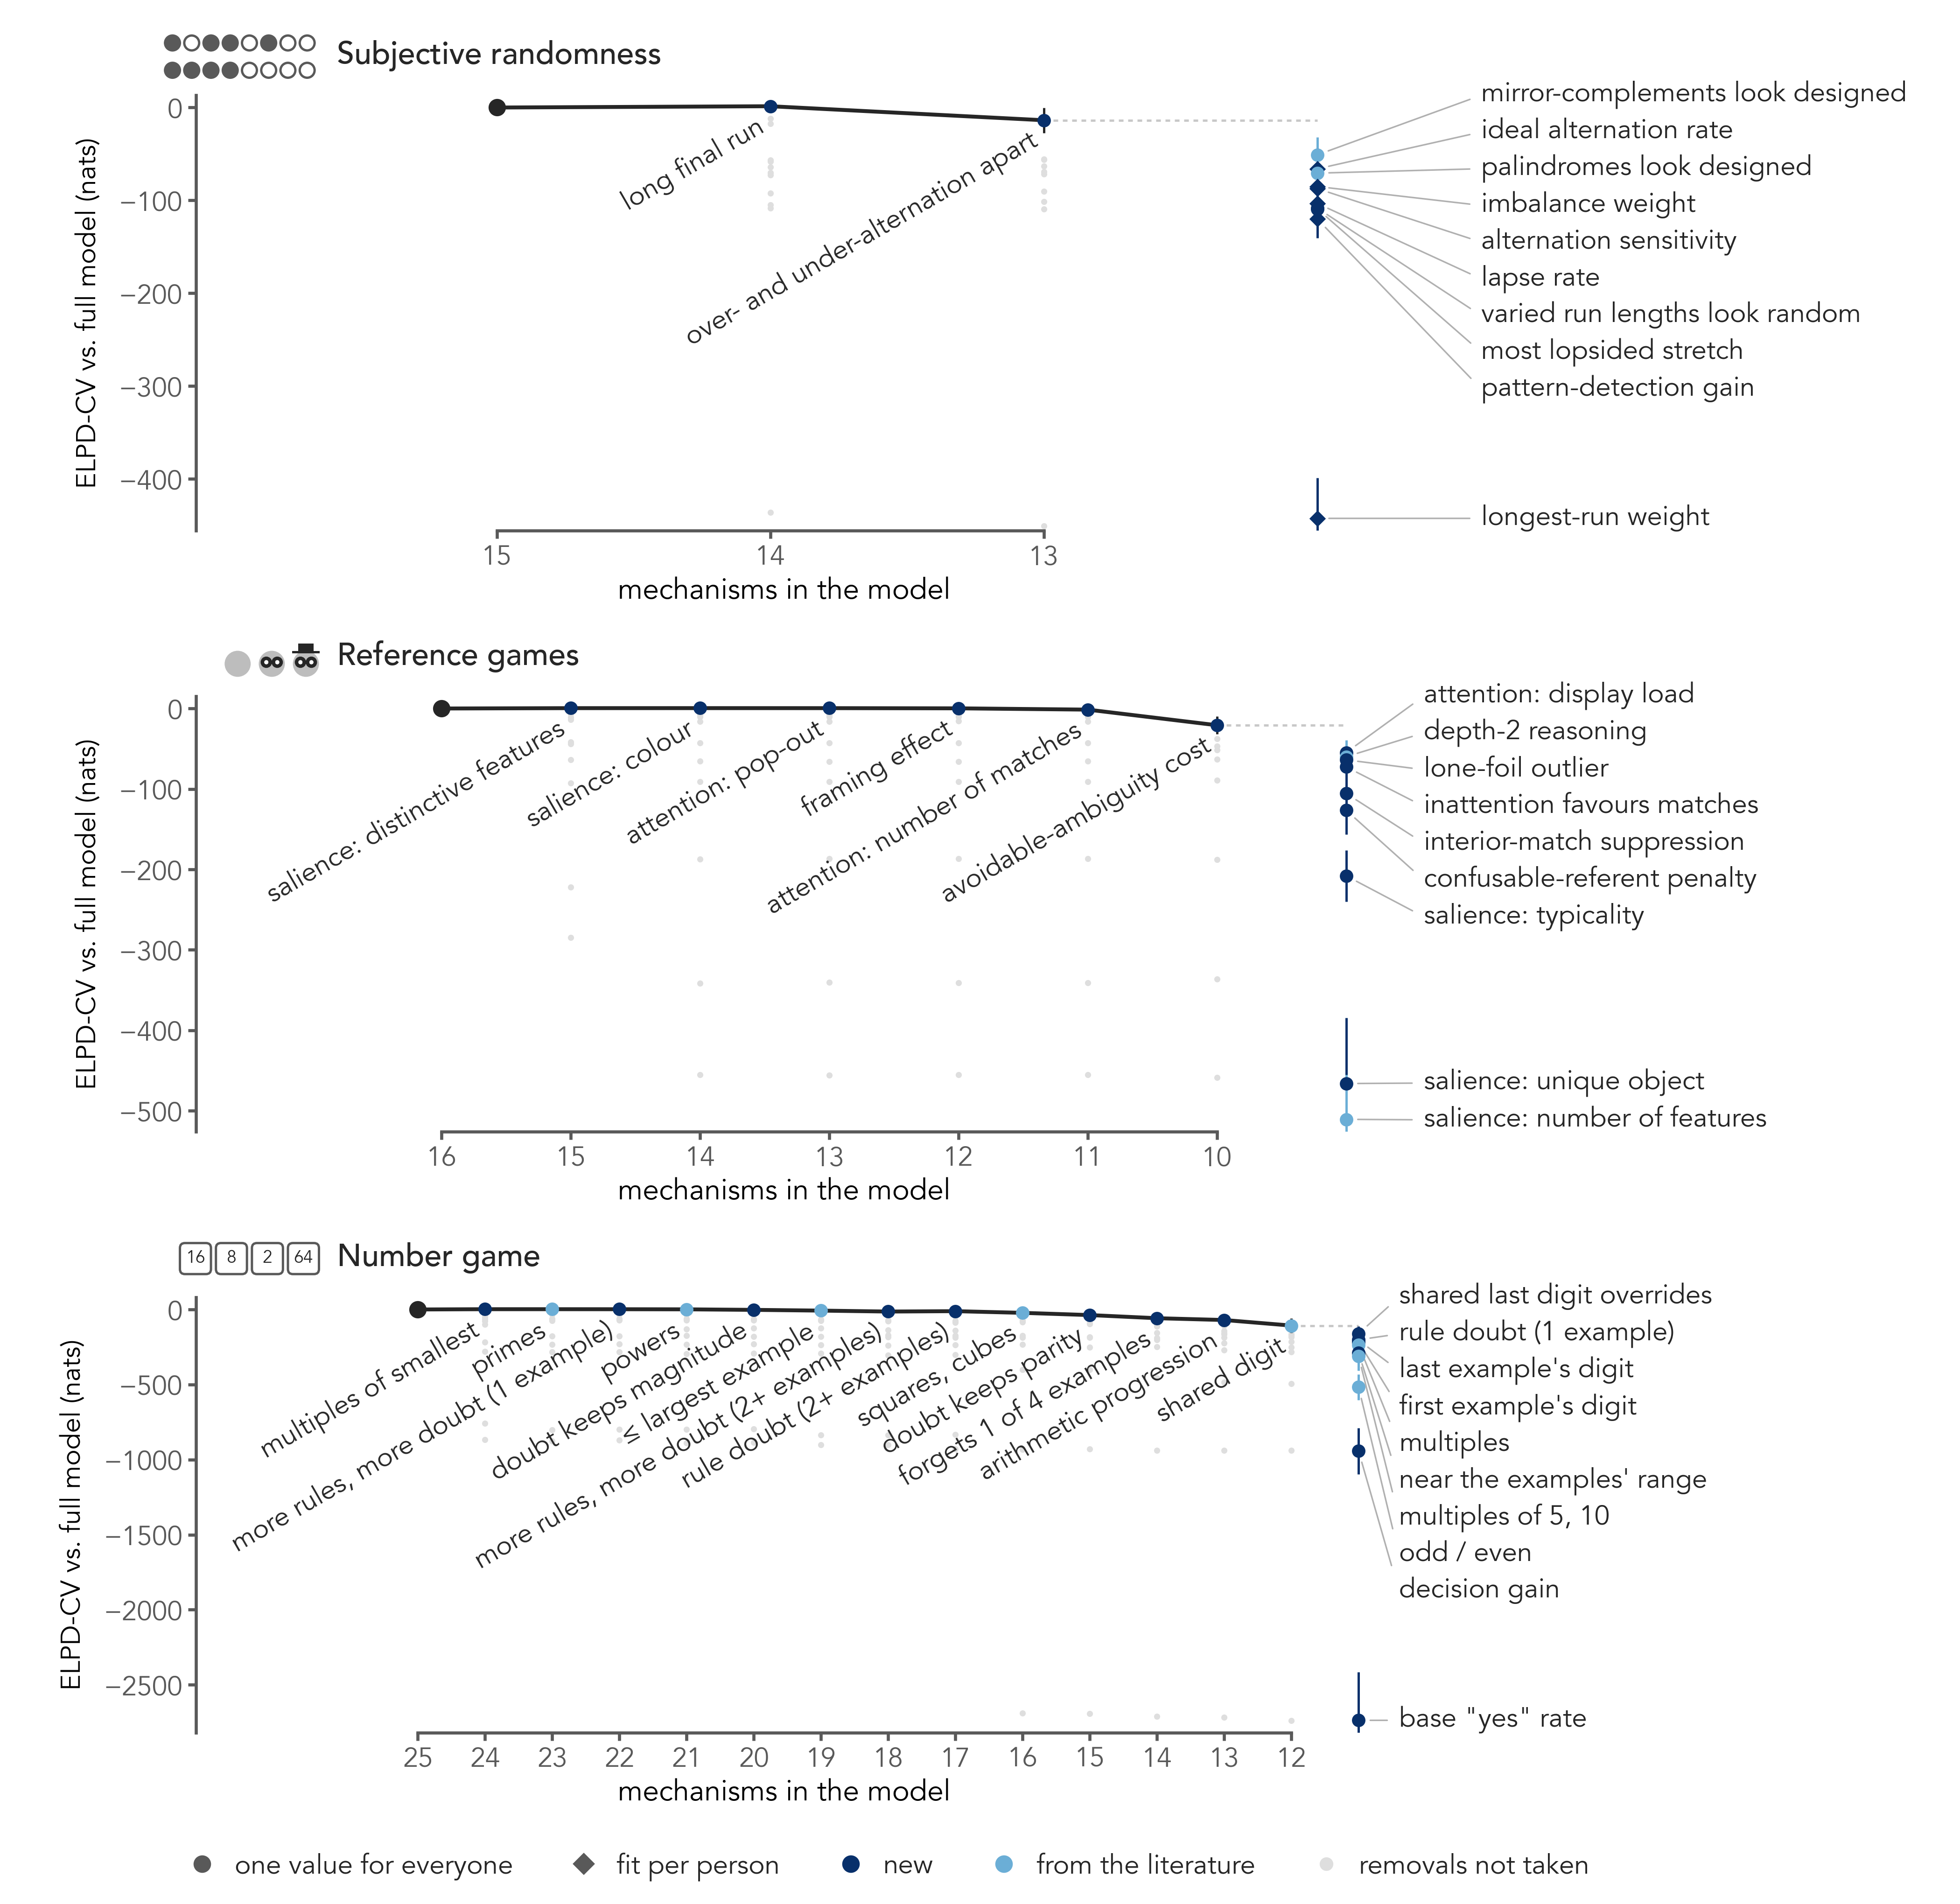 Subjective randomness
ELPD-CV vs. full model (nats)
0
−100
−200
−300
−400
long final run
over- and under-alternation apart
mirror-complements look designed
ideal alternation rate
palindromes look designed
imbalance weight
alternation sensitivity
lapse rate
varied run lengths look random
most lopsided stretch
pattern-detection gain
longest-run weight
15
14
13
mechanisms in the model
Reference games
ELPD-CV vs. full model (nats)
0
−100
−200
−300
−400
−500
salience: distinctive features
salience: colour
attention: pop-out
framing effect
attention: number of matches
avoidable-ambiguity cost
attention: display load
depth-2 reasoning
lone-foil outlier
inattention favours matches
interior-match suppression
confusable-referent penalty
salience: typicality
salience: unique object
salience: number of features
16
15
14
13
12
11
10
mechanisms in the model
16
8
2
64
Number game
ELPD-CV vs. full model (nats)
0
−500
−1000
−1500
−2000
−2500
multiples of smallest
primes
more rules, more doubt (1 example)
powers
doubt keeps magnitude
≤ largest example
more rules, more doubt (2+ examples)
rule doubt (2+ examples)
squares, cubes
doubt keeps parity
forgets 1 of 4 examples
arithmetic progression
shared digit
shared last digit overrides
rule doubt (1 example)
last example's digit
first example's digit
multiples
near the examples' range
multiples of 5, 10
odd / even
decision gain
base "yes" rate
25
24
23
22
21
20
19
18
17
16
15
14
13
12
mechanisms in the model
one value for everyone
fit per person
new
from the literature
removals not taken